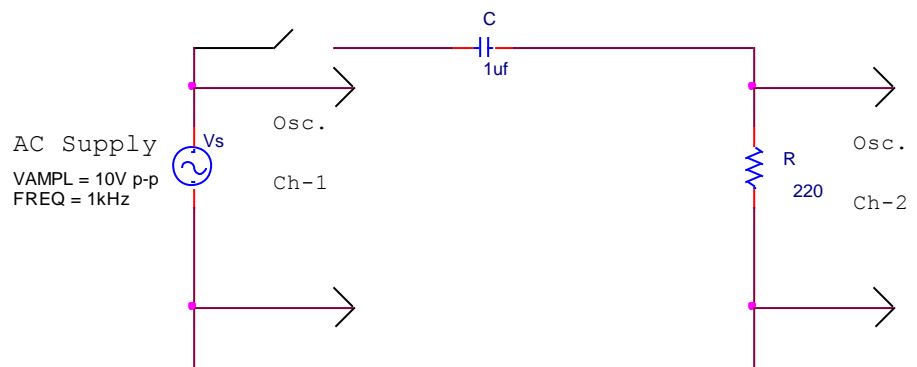 C
1uf
Osc.
Ch-1
AC Supply
Vs
VAMPL = 10V p-p
FREQ = 1kHz
R
220
Osc.
Ch-2